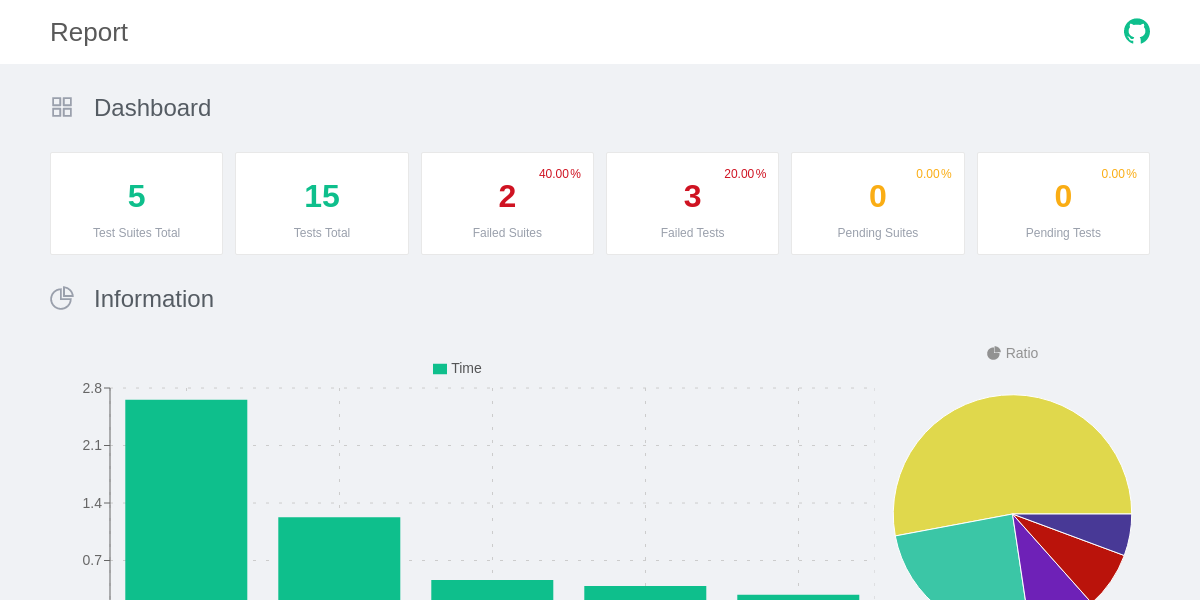 Report
Dashboard
5
Test Suites Total
15
Tests Total
40.00%
2
Failed Suites
20.00%
3
Failed Tests
0.00%
0
Pending Suites
0.00%
0
Pending Tests
Information
Ratio
Time
2.8
2.1
1.4
0.7